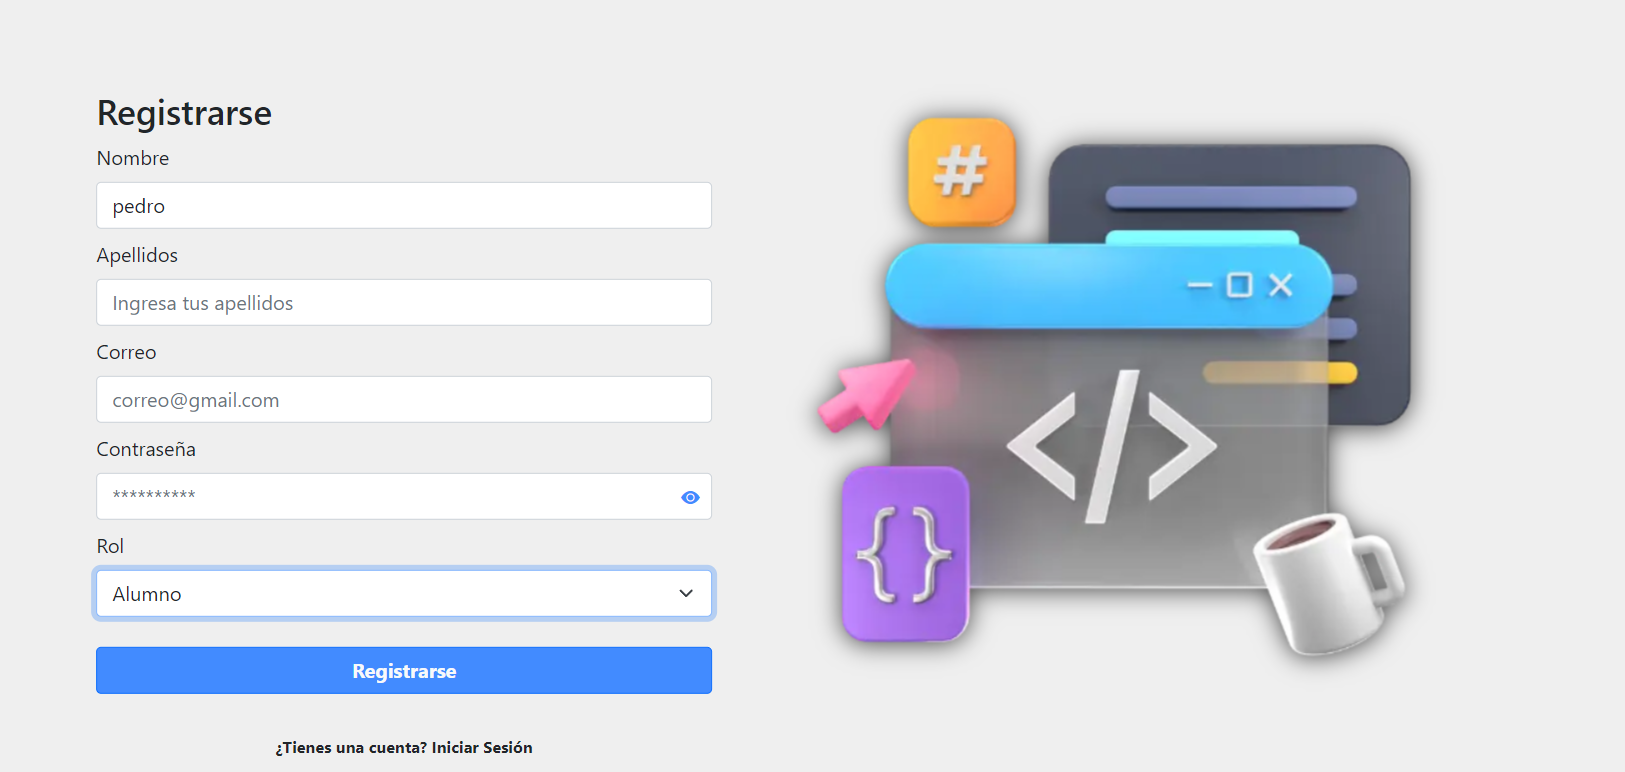 Registrarse
Nombre
pedro
Apellidos
Ingresa tus apellidos
Correo
correo@gmail.com
Contraseña
**********
Rol
Alumno
Registrarse
¿Tienes una cuenta? Iniciar Sesión
#
</>
{}